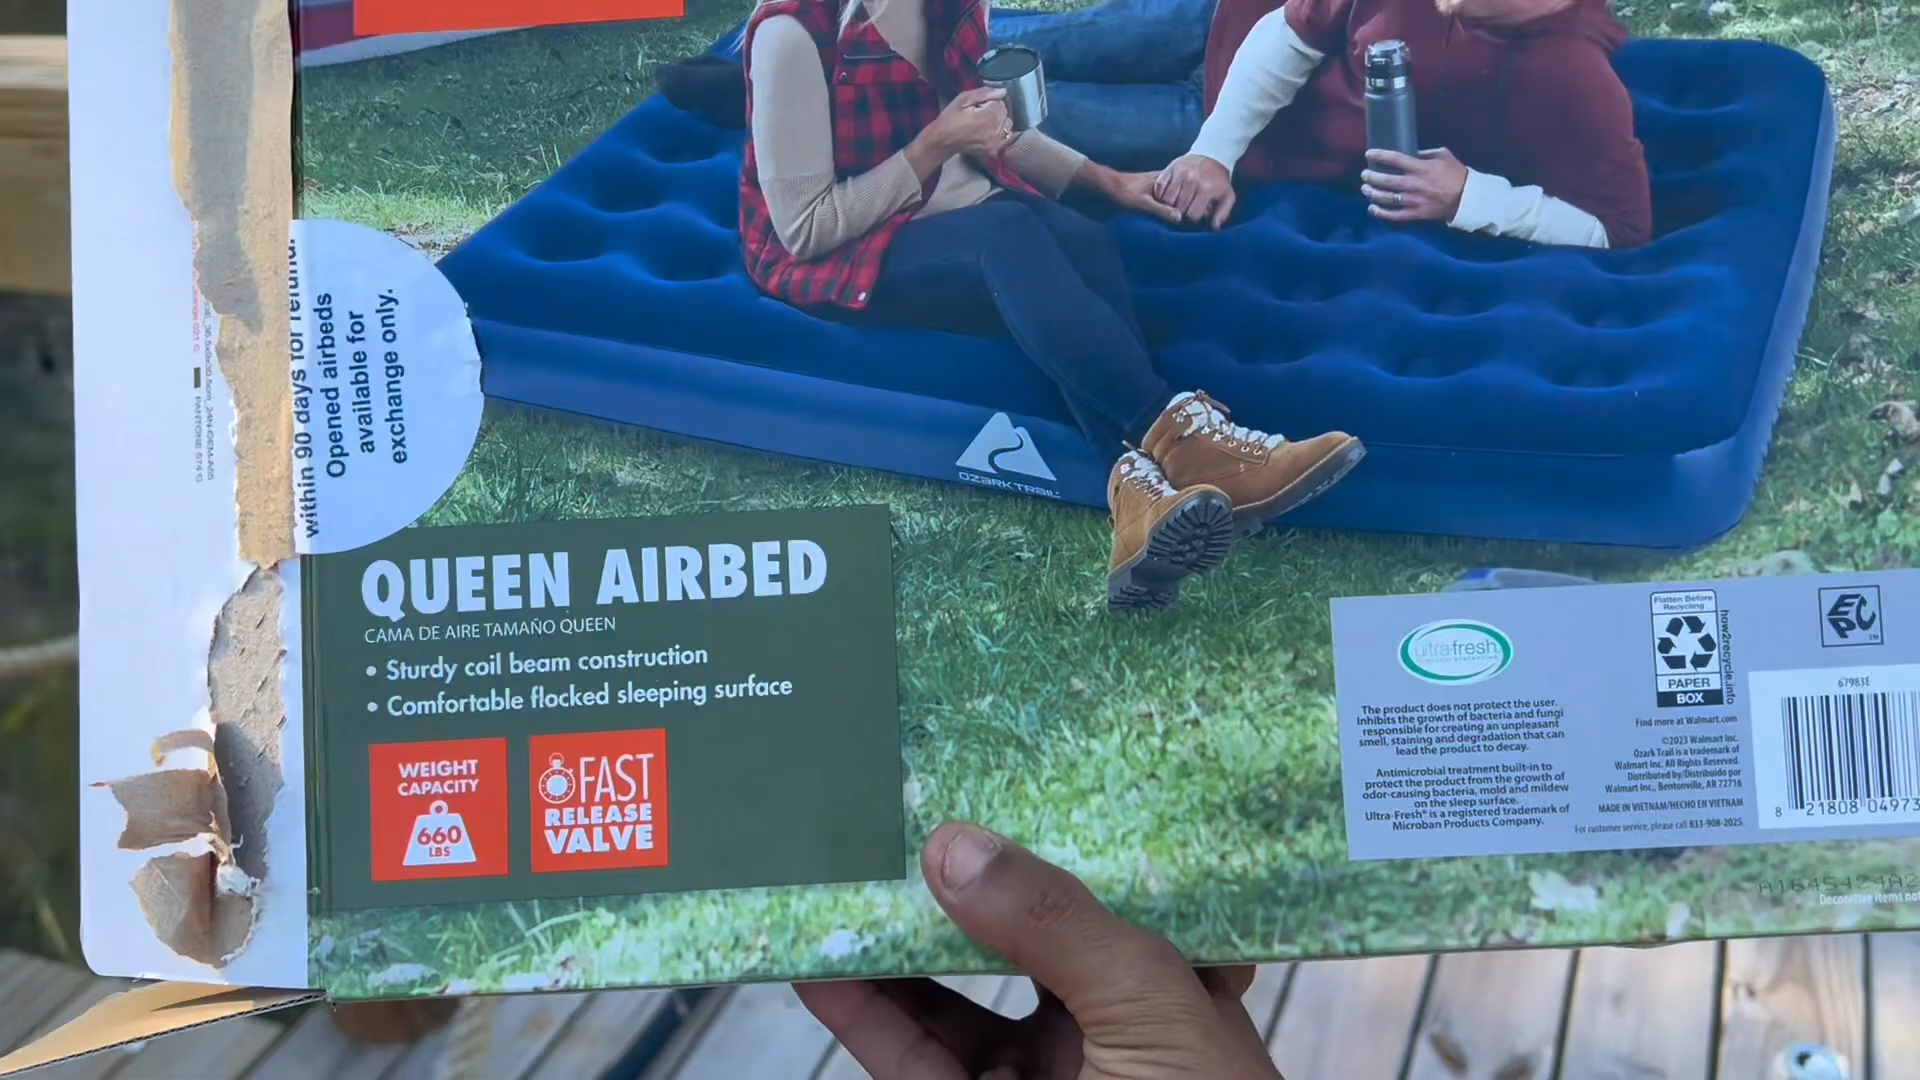 within 90 days for refund.
Opened airbeds
available for
exchange only.
OZARK TRAIL
QUEEN AIRBED
CAMA DE AIRE TAMAÑO QUEEN
• Sturdy coil beam construction
• Comfortable flocked sleeping surface
WEIGHT
CAPACITY
660
LBS
FAST
RELEASE
VALVE
ultra-fresh
The product does not protect the user.
Inhibits the growth of bacteria and fungi
responsible for creating an unpleasant
smell, staining and degradation that can
lead the product to decay.
Antimicrobial treatment built-in to
protect the product from the growth of
odor-causing bacteria, mold and mildew
on the sleep surface.
Ultra-Fresh® is a registered trademark of
Microban Products Company.
Flatten Before
Recycling
PAPER
BOX
how2recycle.info
Find more at Walmart.com
©2023 Walmart Inc.
Ozark Trail is a trademark of
Walmart Inc. All Rights Reserved.
Distributed by/Distribuido por
Walmart Inc., Bentonville, AR 72716
MADE IN VIETNAM/HECHO EN VIETNAM
For customer service, please call 833-908-2025.
EPC
TM
67983E
8 21808 04973
A1645424A2
Decorative items no
PANTONE 574 C